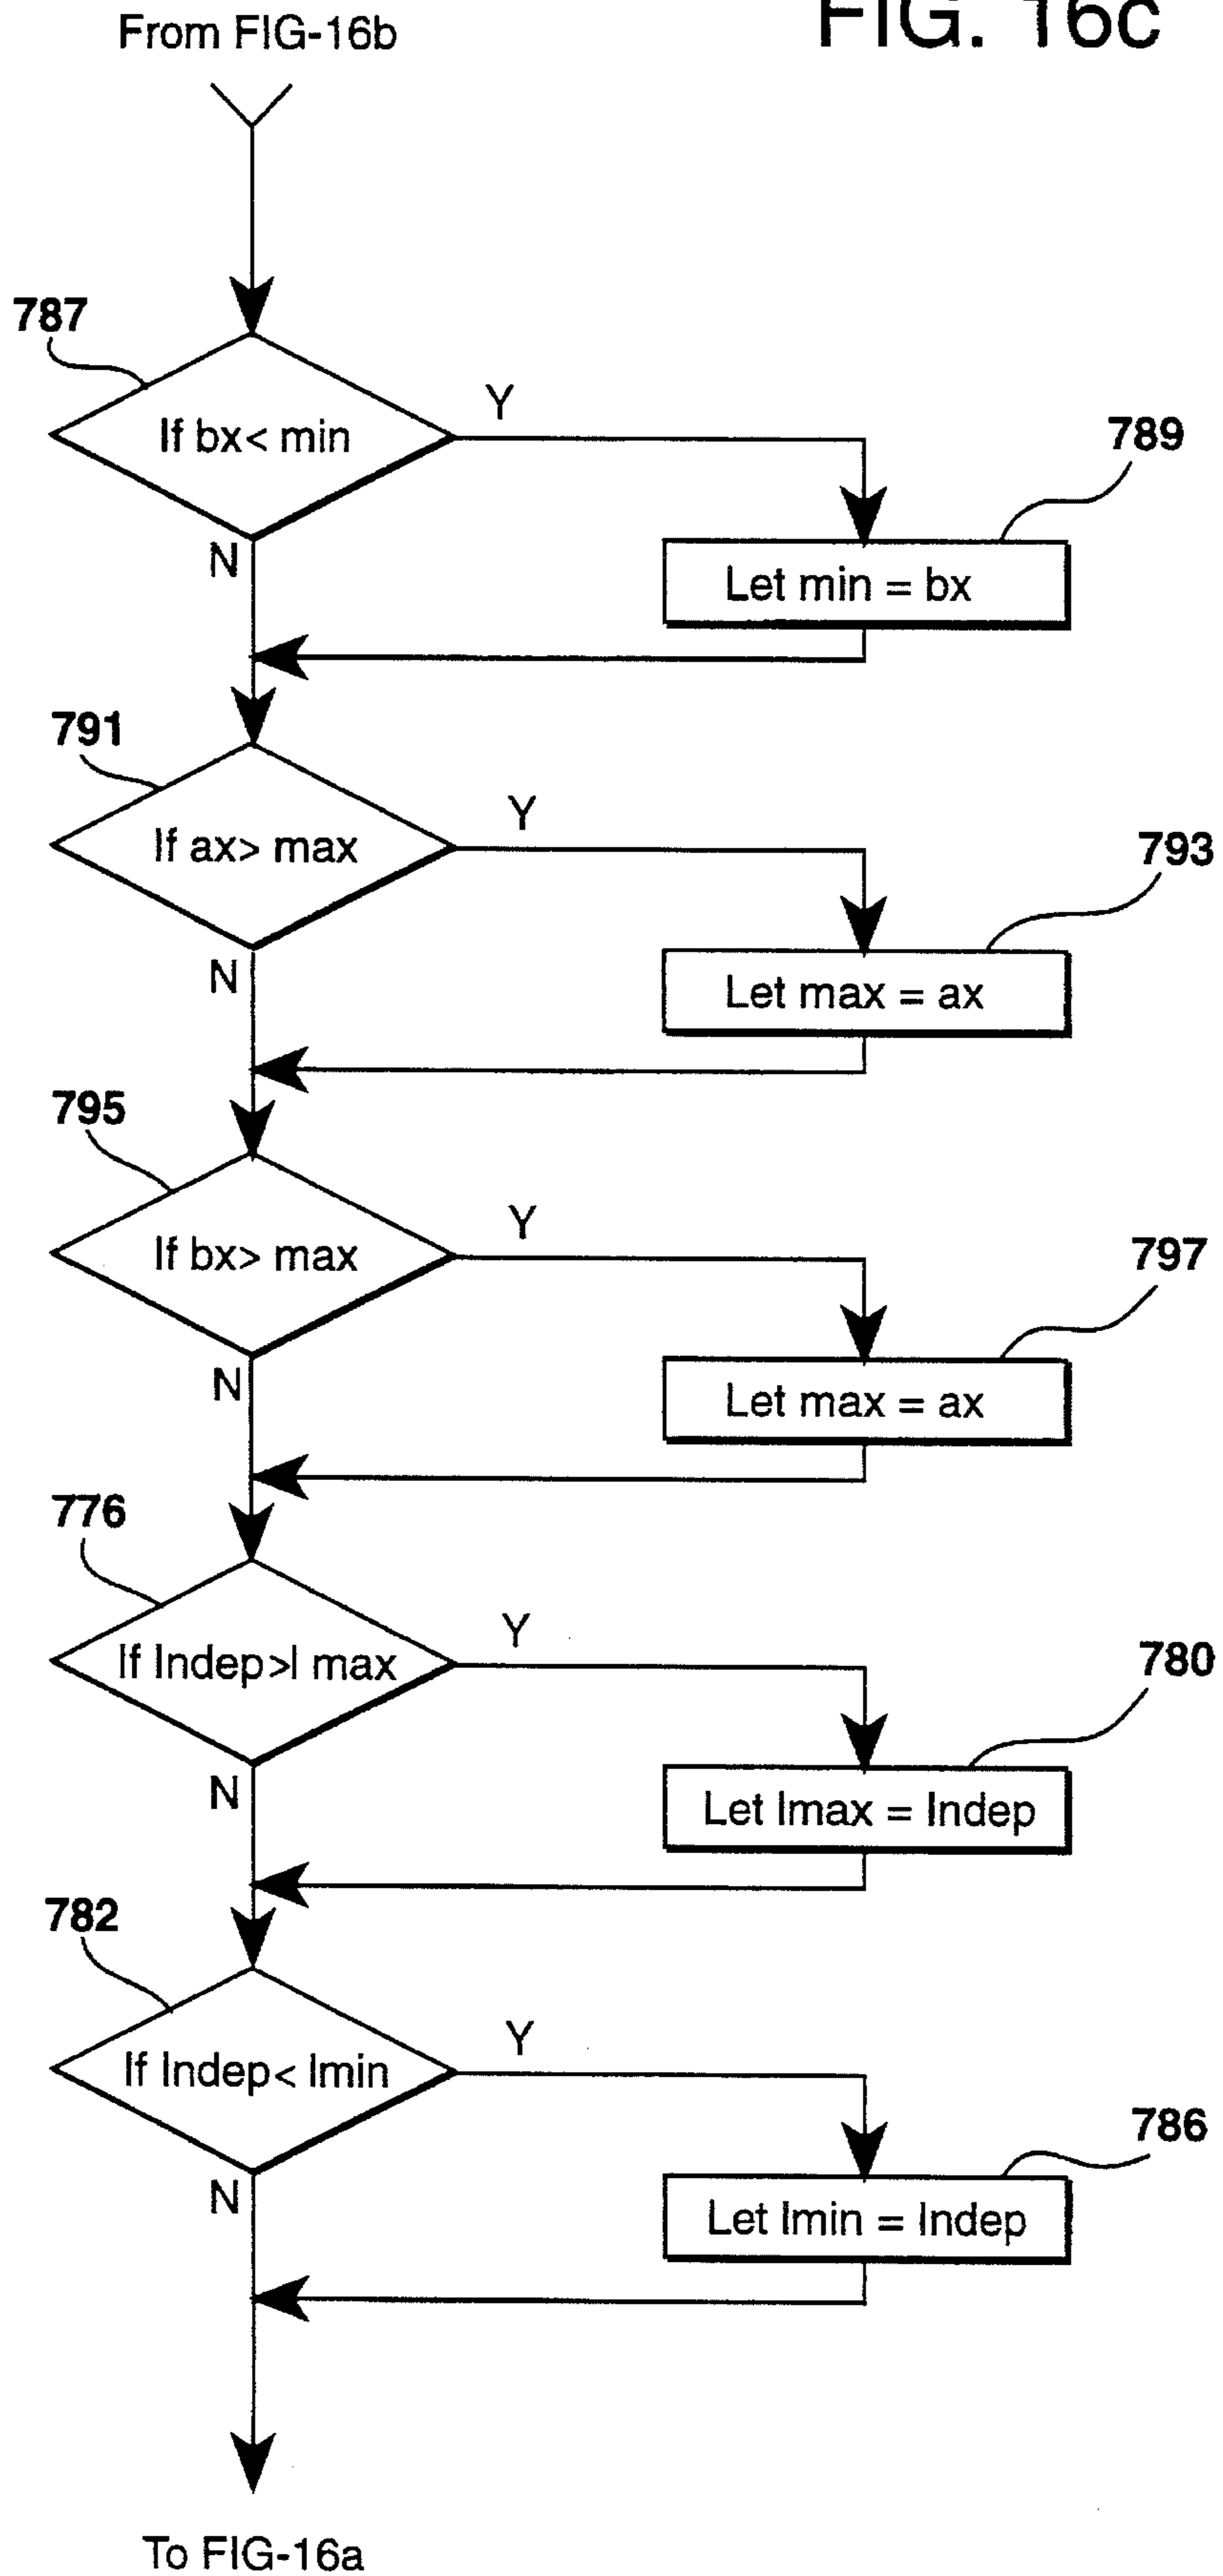 FIG. 16c
From FIG-16b
787
If bx< min
Y
789
Let min = bx
N
791
If ax> max
Y
793
Let max = ax
N
795
If bx> max
Y
797
Let max = ax
N
776
If Indep>I max
Y
780
Let Imax = Indep
N
782
If Indep< Imin
Y
786
Let Imin = Indep
N
To FIG-16a